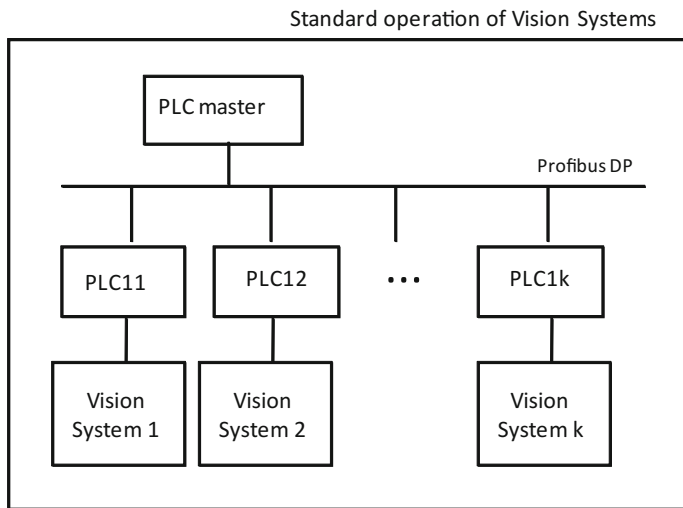 Standard operation of Vision Systems
PLC master
Profibus DP
PLC11
PLC12
...
PLC1k
Vision
System 1
Vision
System 2
Vision
System k